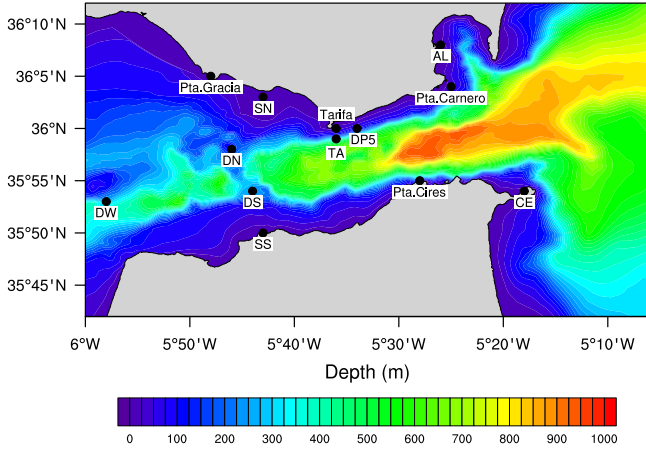 36°10'N
AL
36°5'N
Pta.Gracia
Pta.Carnero
SN
Tarifa
36°N
DP5
TA
DN
35°55'N
Pta.Cires
DW
DS
CE
35°50'N
SS
35°45'N
6°W 5°50'W 5°40'W 5°30'W 5°20'W 5°10'W
Depth (m)
0 100 200 300 400 500 600 700 800 900 1000